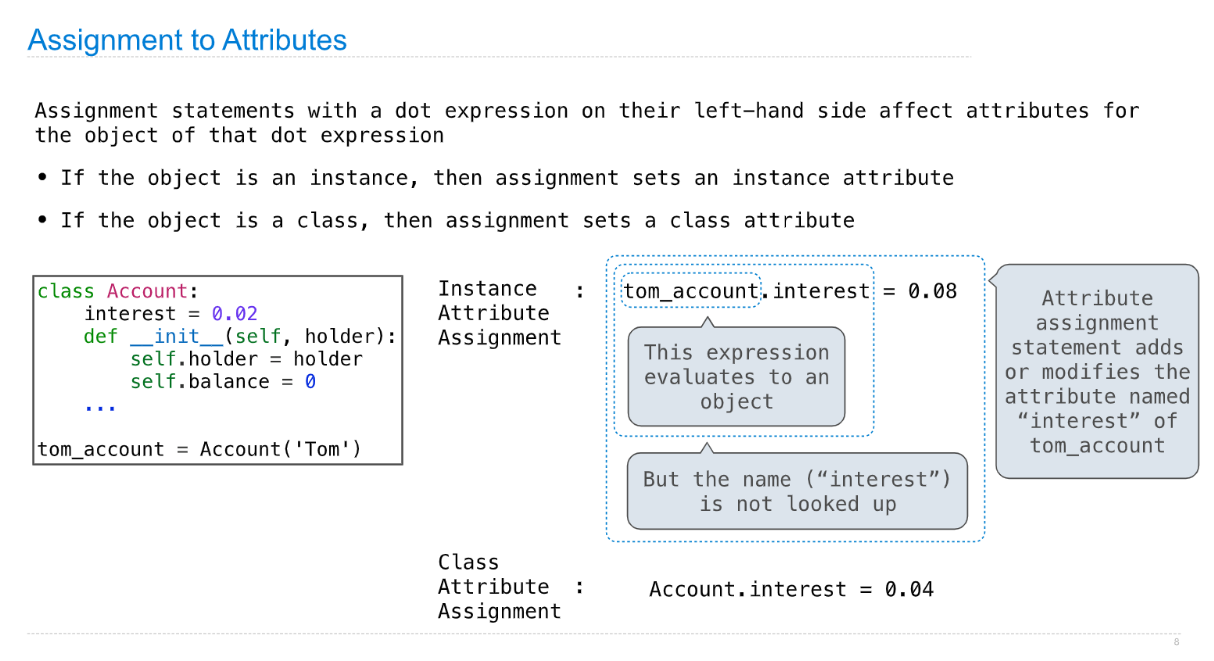 Assignment to Attributes
Assignment statements with a dot expression on their left-hand side affect attributes for
the object of that dot expression
• If the object is an instance, then assignment sets an instance attribute
• If the object is a class, then assignment sets a class attribute
class Account:
    interest = 0.02
    def __init__(self, holder):
        self.holder = holder
        self.balance = 0
    ...
tom_account = Account('Tom')
Instance :
Attribute
Assignment
tom_account.interest = 0.08
This expression
evaluates to an
object
But the name (“interest”)
is not looked up
Attribute
assignment
statement adds
or modifies the
attribute named
“interest” of
tom_account
Class
Attribute :
Assignment
Account.interest = 0.04
8